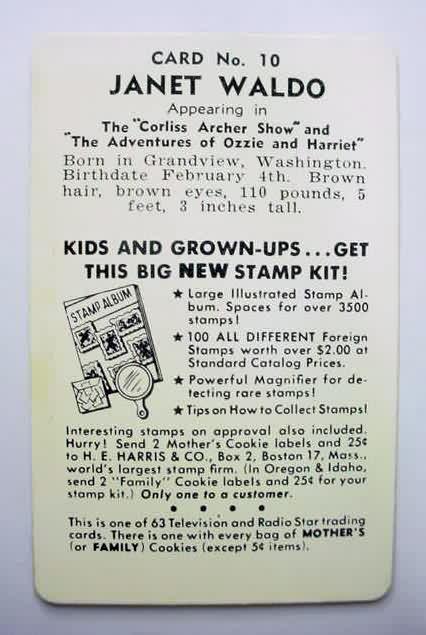 CARD No. 10
JANET WALDO
Appearing in
The "Corliss Archer Show" and
"The Adventures of Ozzie and Harriet"
Born in Grandview, Washington.
Birthdate February 4th. Brown
hair, brown eyes, 110 pounds, 5
feet, 3 inches tall.
KIDS AND GROWN-UPS...GET
THIS BIG NEW STAMP KIT!
STAMP ALBUM
★ Large Illustrated Stamp Al-
bum. Spaces for over 3500
stamps!
★ 100 ALL DIFFERENT Foreign
Stamps worth over $2.00 at
Standard Catalog Prices.
★ Powerful Magnifier for de-
tecting rare stamps!
★ Tips on How to Collect Stamps!
Interesting stamps on approval also included.
Hurry! Send 2 Mother's Cookie labels and 25¢
to H. E. HARRIS & CO., Box 2, Boston 17, Mass.,
world's largest stamp firm. (In Oregon & Idaho,
send 2 "Family" Cookie labels and 25¢ for your
stamp kit.) Only one to a customer.
• • • •
This is one of 63 Television and Radio Star trading
cards. There is one with every bag of MOTHER'S
(or FAMILY) Cookies (except 5¢ items).